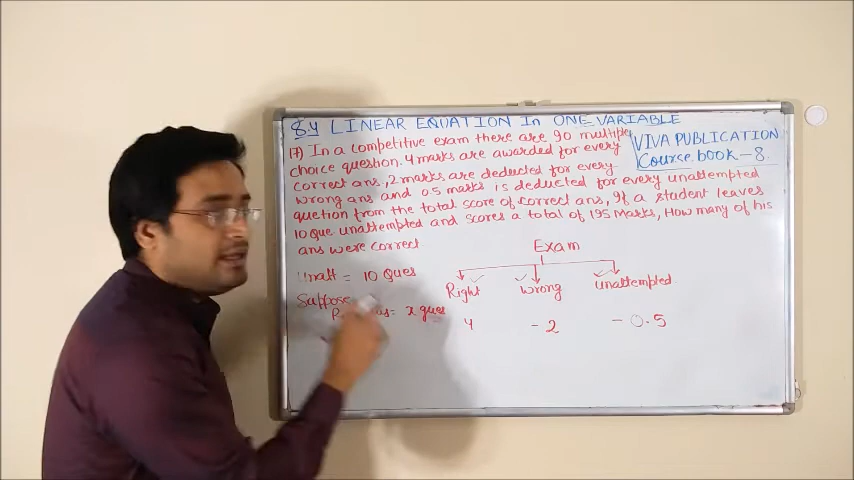 8.4 LINEAR EQUATION In ONE VARIABLE
17) In a competitive exam there are 90 multiple
choice question. 4 marks are awarded for every
correct ans, 2 marks are deducted for every
wrong ans and 0.5 marks is deducted for every unattempted
quetion from the total score of correct ans, If a student leaves
10 Que unattempted and scores a total of 195 Marks, How many of his
ans were correct
VIVA PUBLICATION
Cource book-8.
Exam
Right wrong unattempted
4 -2 -0.5
Unatt = 10 Ques
Suppose
= x ques